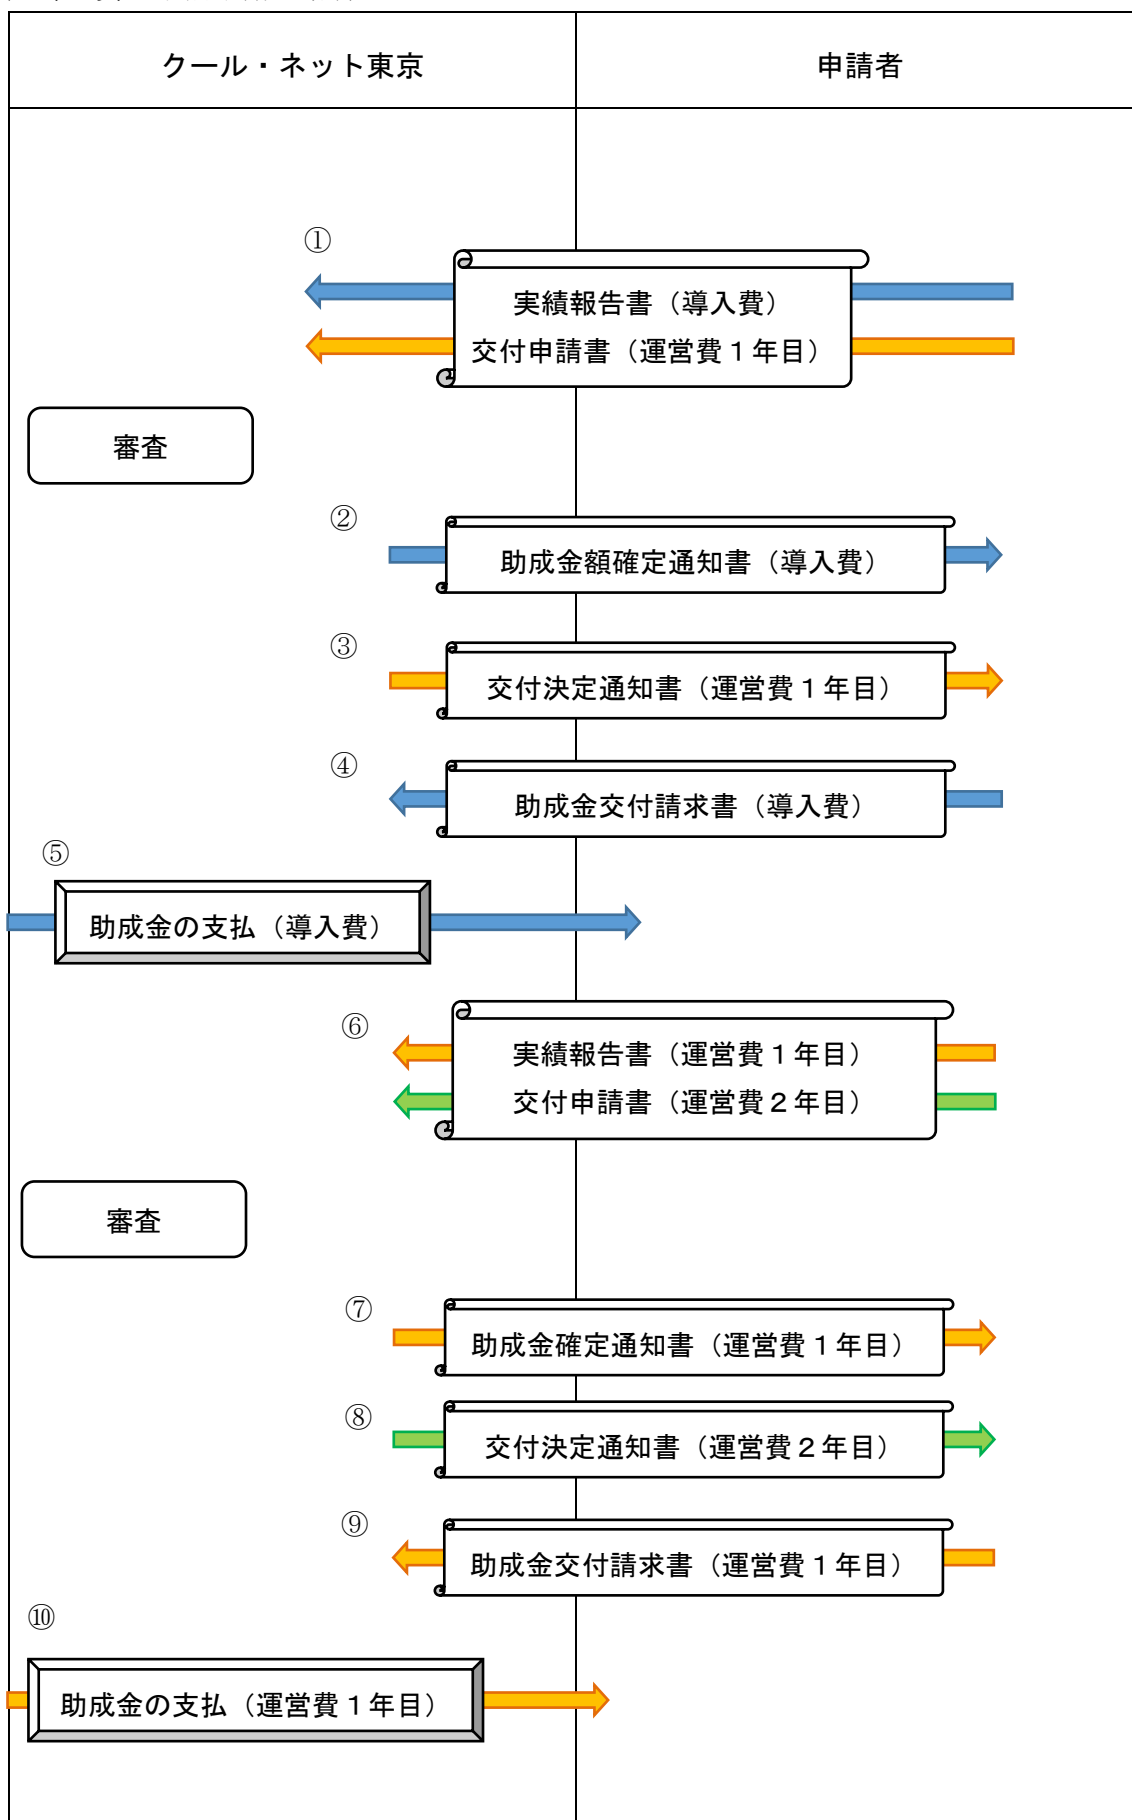 クール・ネット東京
申請者
①
実績報告書（導入費）
交付申請書（運営費１年目）
審査
②
助成金額確定通知書（導入費）
③
交付決定通知書（運営費１年目）
④
助成金交付請求書（導入費）
⑤
助成金の支払（導入費）
⑥
実績報告書（運営費１年目）
交付申請書（運営費２年目）
審査
⑦
助成金確定通知書（運営費１年目）
⑧
交付決定通知書（運営費２年目）
⑨
助成金交付請求書（運営費１年目）
⑩
助成金の支払（運営費１年目）